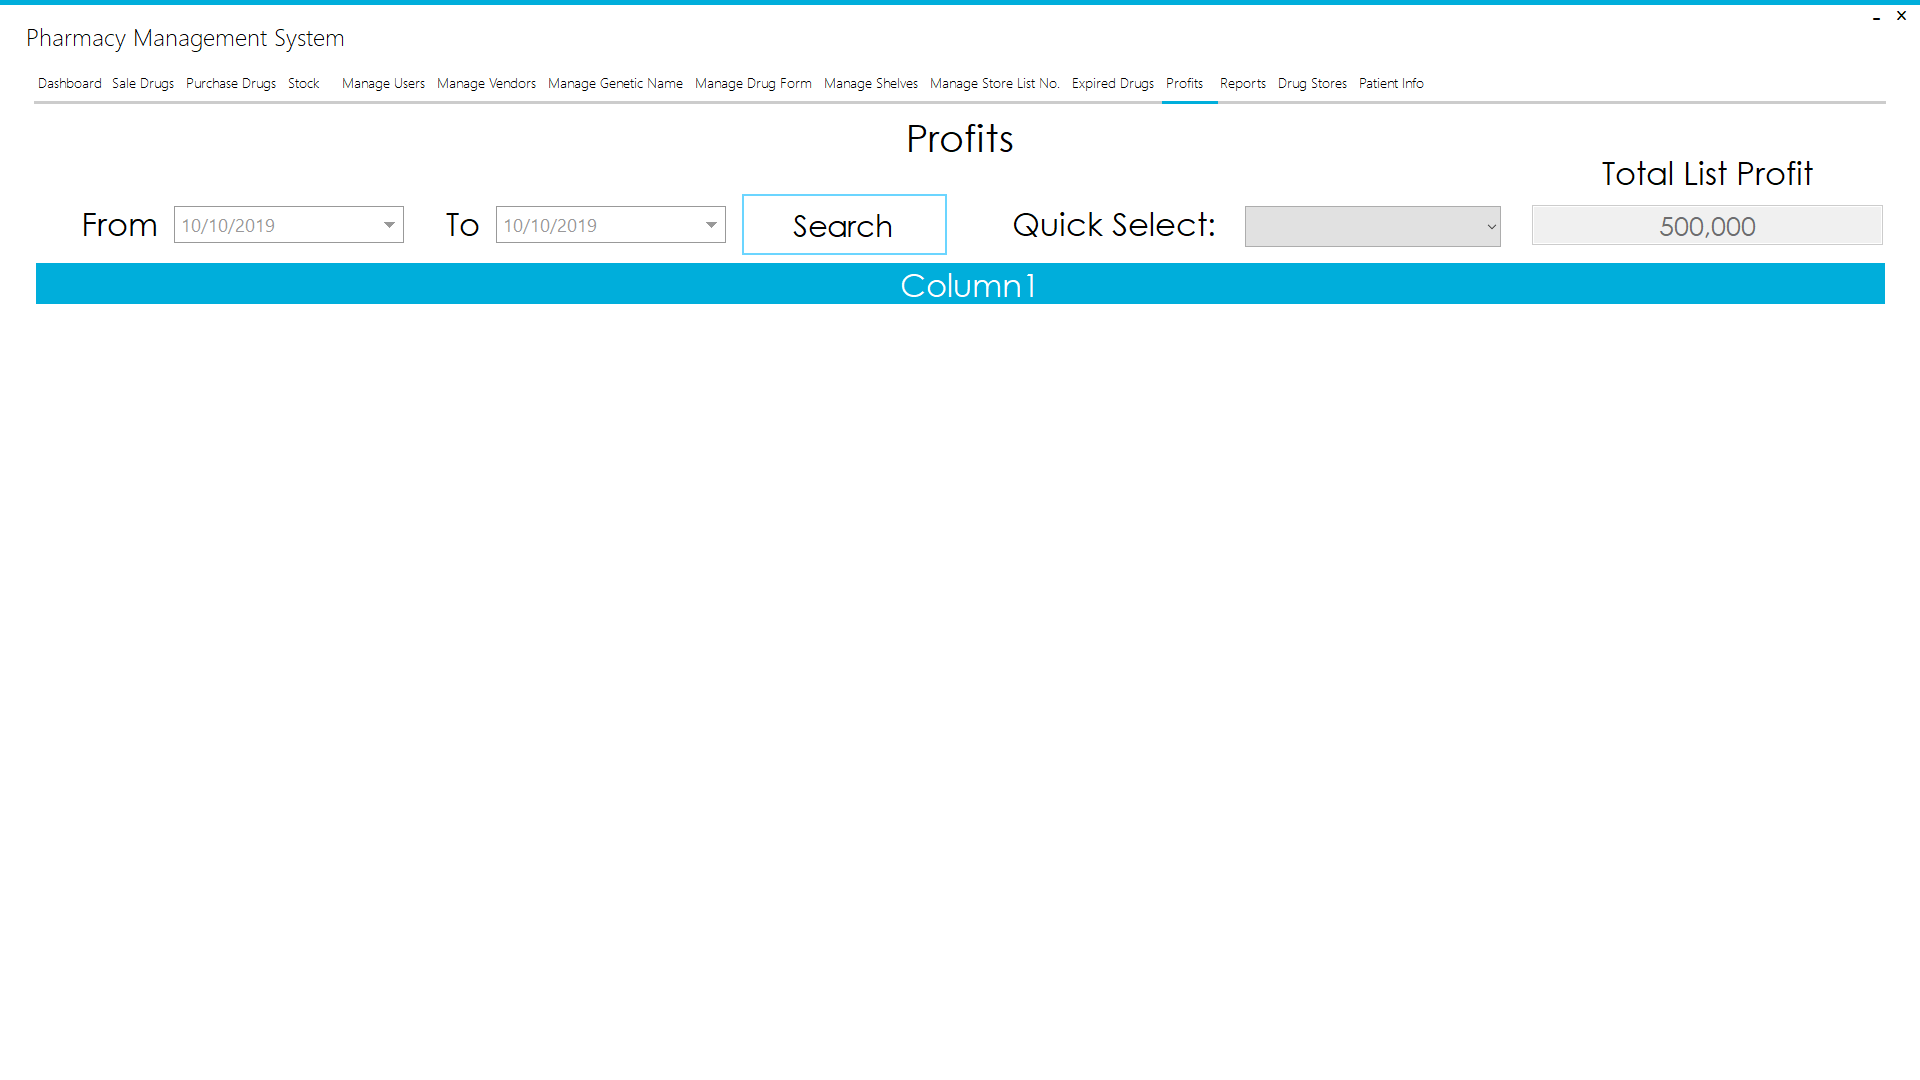 Pharmacy Management System
Dashboard Sale Drugs Purchase Drugs Stock Manage Users Manage Vendors Manage Genetic Name Manage Drug Form Manage Shelves Manage Store List No. Expired Drugs Profits Reports Drug Stores Patient Info
Profits
Total List Profit
From 10/10/2019 To 10/10/2019 Search Quick Select: 500,000
Column1